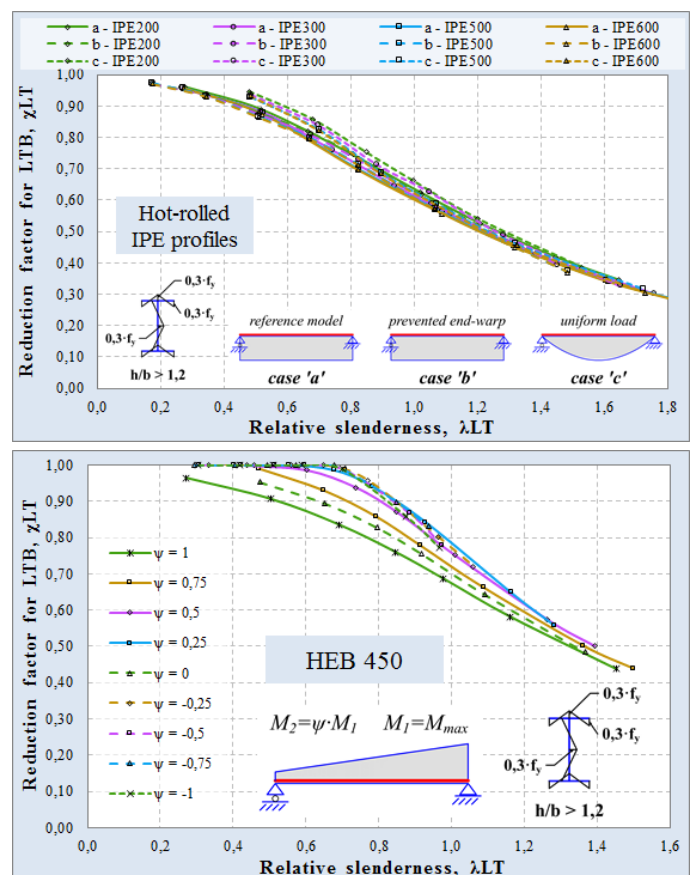 a - IPE200 a - IPE300 a - IPE500 a - IPE600
b - IPE200 b - IPE300 b - IPE500 b - IPE600
c - IPE200 c - IPE300 c - IPE500 c - IPE600
Reduction factor for LTB, χLT
1,00
0,90
0,80
0,70
0,60
0,50
0,40
0,30
0,20
0,10
0,00
Hot-rolled
IPE profiles
0,3·fy
0,3·fy
0,3·fy
h/b > 1,2
reference model prevented end-warp uniform load
case 'a' case 'b' case 'c'
0,0 0,2 0,4 0,6 0,8 1,0 1,2 1,4 1,6 1,8
Relative slenderness, λLT
Reduction factor for LTB, χLT
1,00
0,90
0,80
0,70
0,60
0,50
0,40
0,30
0,20
0,10
0,00
ψ = 1
ψ = 0,75
ψ = 0,5
ψ = 0,25
ψ = 0
ψ = -0,25
ψ = -0,5
ψ = -0,75
ψ = -1
HEB 450
M2=ψ·M1 M1=Mmax
0,3·fy
0,3·fy
0,3·fy
h/b > 1,2
0,0 0,2 0,4 0,6 0,8 1,0 1,2 1,4 1,6
Relative slenderness, λLT